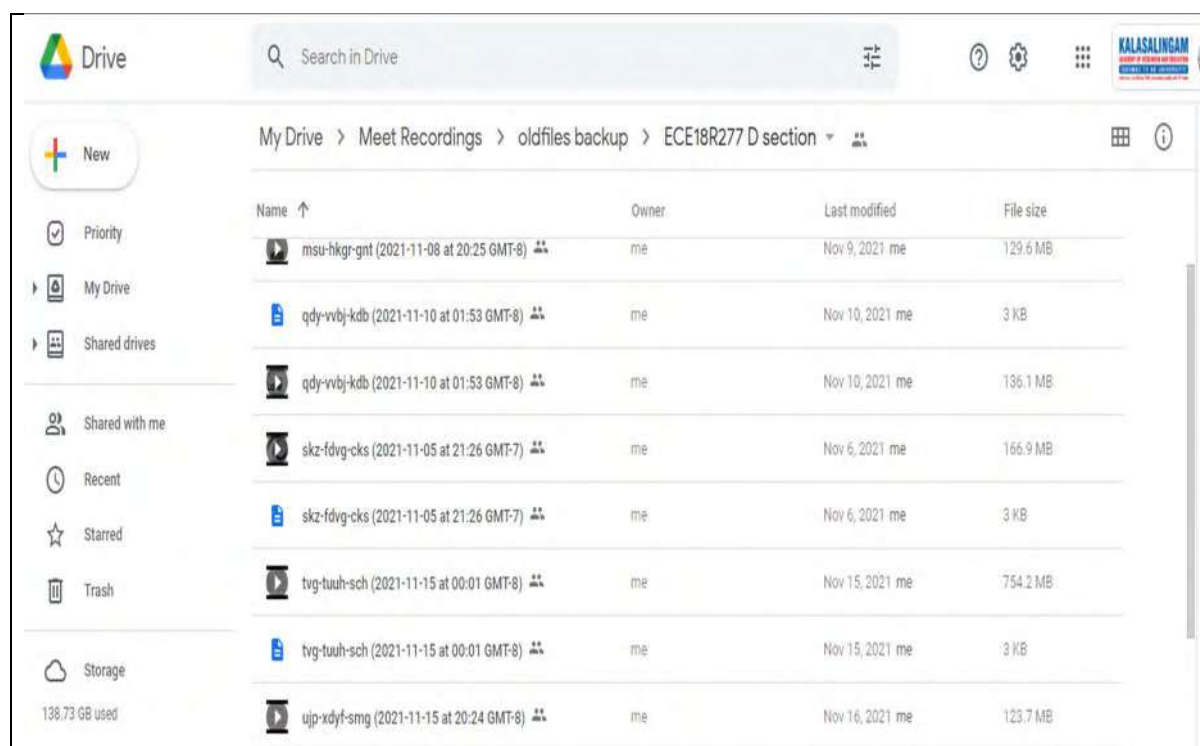 Drive
Search in Drive
KALASALINGAM
New
My Drive > Meet Recordings > oldfiles backup > ECE18R277 D section
Name ↑ Owner Last modified File size
Priority
msu-hkgr-gnt (2021-11-08 at 20:25 GMT-8) me Nov 9, 2021 me 129.6 MB
My Drive
qdy-vvbj-kdb (2021-11-10 at 01:53 GMT-8) me Nov 10, 2021 me 3 KB
Shared drives
qdy-vvbj-kdb (2021-11-10 at 01:53 GMT-8) me Nov 10, 2021 me 136.1 MB
Shared with me
skz-fdvg-cks (2021-11-05 at 21:26 GMT-7) me Nov 6, 2021 me 166.9 MB
Recent
skz-fdvg-cks (2021-11-05 at 21:26 GMT-7) me Nov 6, 2021 me 3 KB
Starred
tvg-tuuh-sch (2021-11-15 at 00:01 GMT-8) me Nov 15, 2021 me 754.2 MB
Trash
tvg-tuuh-sch (2021-11-15 at 00:01 GMT-8) me Nov 15, 2021 me 3 KB
Storage
138.73 GB used
ujp-xdyf-smg (2021-11-15 at 20:24 GMT-8) me Nov 16, 2021 me 123.7 MB